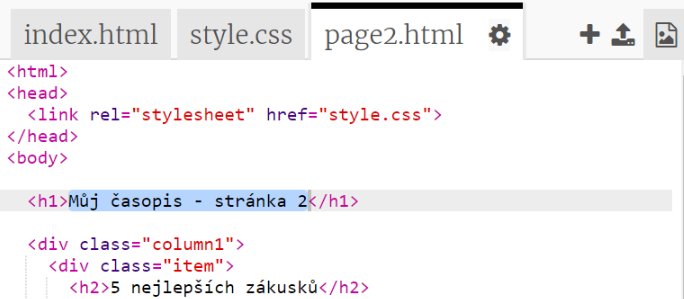 index.html style.css page2.html
<html>
<head>
<link rel="stylesheet" href="style.css">
</head>
<body>
<h1>Můj časopis - stránka 2</h1>
<div class="column1">
<div class="item">
<h2>5 nejlepších zákusků</h2>